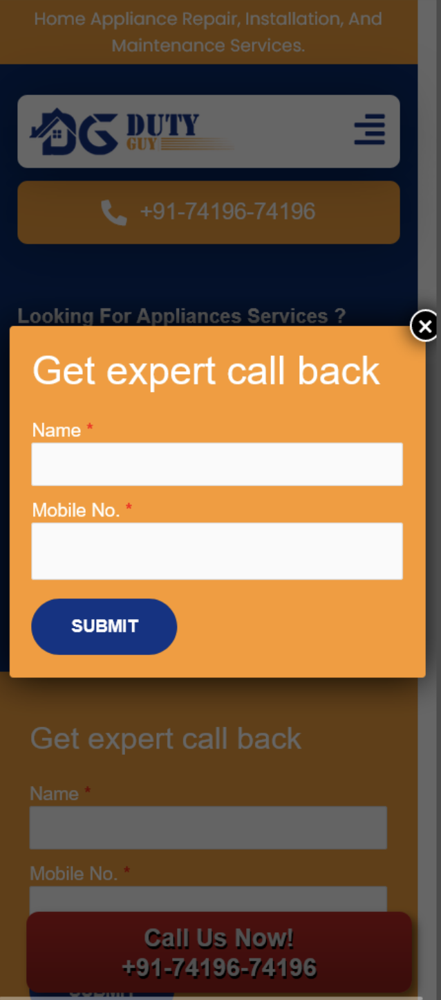 Home Appliance Repair, Installation, And
Maintenance Services.
DG DUTY
GUY
+91-74196-74196
Looking For Appliances Services ?
Get expert call back
Name *
Mobile No. *
SUBMIT
Get expert call back
Name *
Mobile No. *
Call Us Now!
+91-74196-74196
SUBMIT